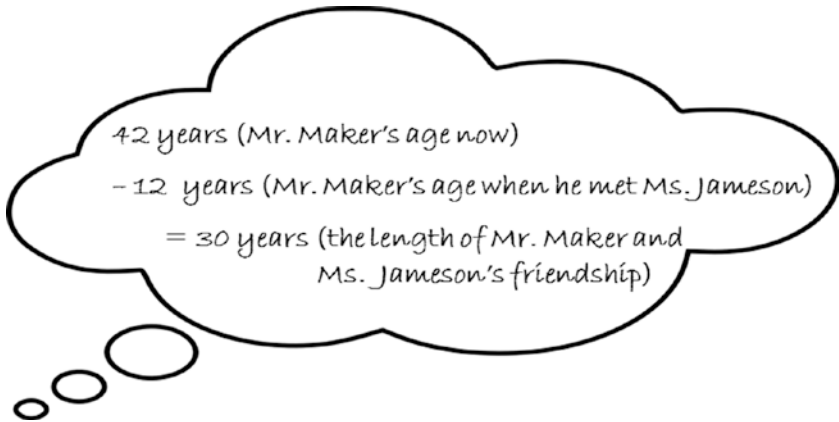 42 years (Mr. Maker's age now)
– 12 years (Mr. Maker's age when he met Ms. Jameson)
= 30 years (the length of Mr. Maker and
Ms. Jameson's friendship)